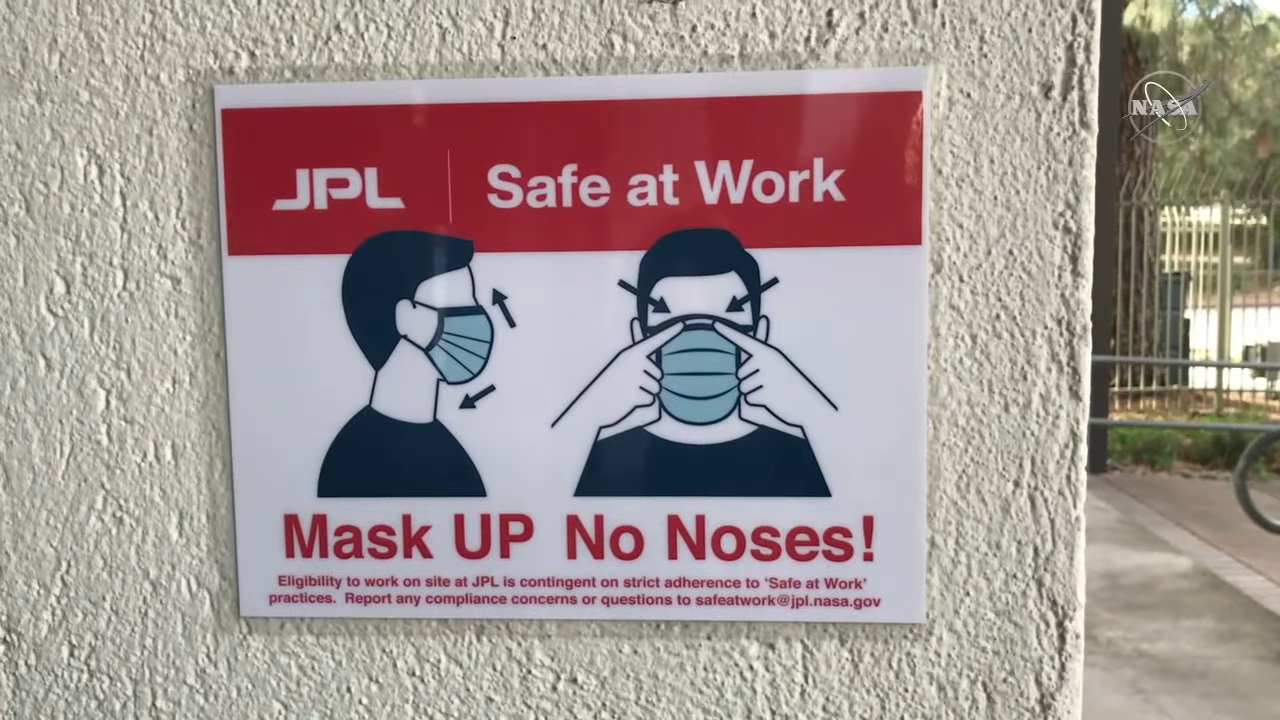 NASA
JPL | Safe at Work
Mask UP No Noses!
Eligibility to work on site at JPL is contingent on strict adherence to ‘Safe at Work’
practices. Report any compliance concerns or questions to safeatwork@jpl.nasa.gov